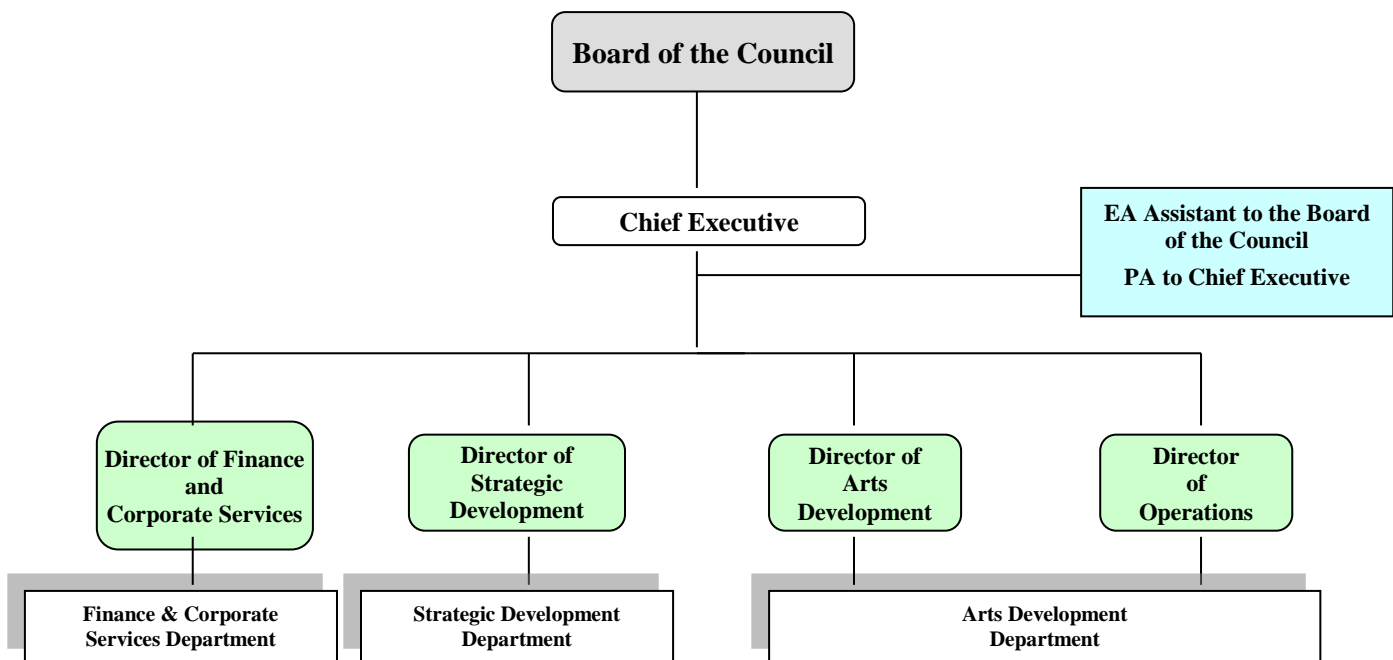 Board of the Council
Chief Executive
EA Assistant to the Board
of the Council
PA to Chief Executive
Director of Finance
and
Corporate Services
Director of
Strategic
Development
Director of
Arts
Development
Director
of
Operations
Finance & Corporate
Services Department
Strategic Development
Department
Arts Development
Department